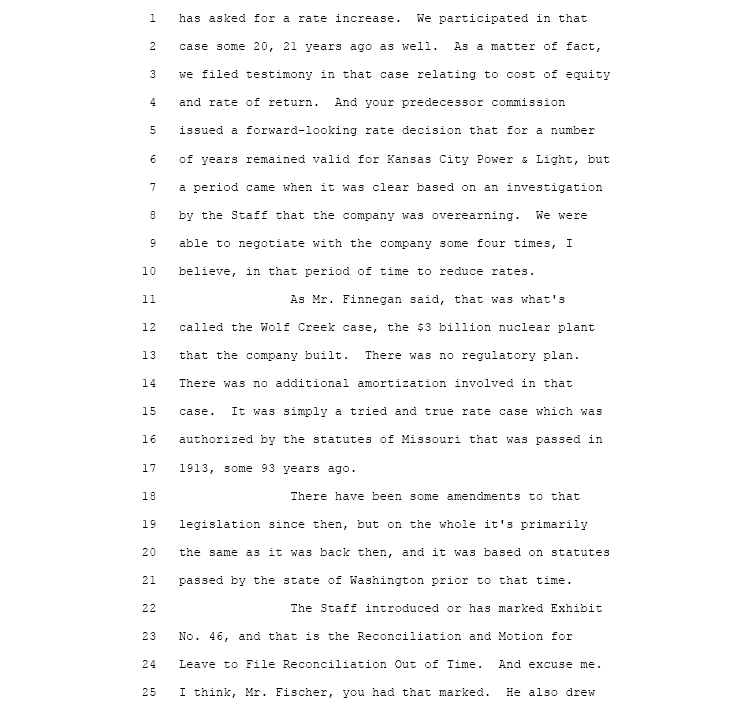 1 has asked for a rate increase. We participated in that
2 case some 20, 21 years ago as well. As a matter of fact,
3 we filed testimony in that case relating to cost of equity
4 and rate of return. And your predecessor commission
5 issued a forward-looking rate decision that for a number
6 of years remained valid for Kansas City Power & Light, but
7 a period came when it was clear based on an investigation
8 by the Staff that the company was overearning. We were
9 able to negotiate with the company some four times, I
10 believe, in that period of time to reduce rates.
11 As Mr. Finnegan said, that was what's
12 called the Wolf Creek case, the $3 billion nuclear plant
13 that the company built. There was no regulatory plan.
14 There was no additional amortization involved in that
15 case. It was simply a tried and true rate case which was
16 authorized by the statutes of Missouri that was passed in
17 1913, some 93 years ago.
18 There have been some amendments to that
19 legislation since then, but on the whole it's primarily
20 the same as it was back then, and it was based on statutes
21 passed by the state of Washington prior to that time.
22 The Staff introduced or has marked Exhibit
23 No. 46, and that is the Reconciliation and Motion for
24 Leave to File Reconciliation Out of Time. And excuse me.
25 I think, Mr. Fischer, you had that marked. He also drew